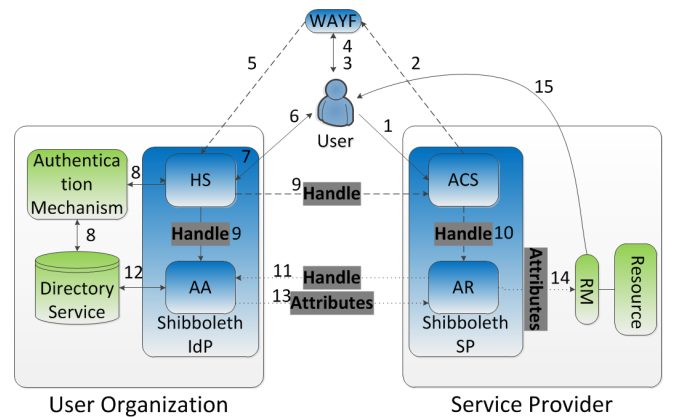 WAYF
5
4
3
2
15
User
6
1
Authentica
tion
Mechanism
8
HS
7
9
Handle
ACS
8
Handle
9
Handle
10
Directory
Service
12
AA
11
Handle
13
Attributes
AR
Attributes
14
RM
Resource
Shibboleth
IdP
Shibboleth
SP
User Organization
Service Provider